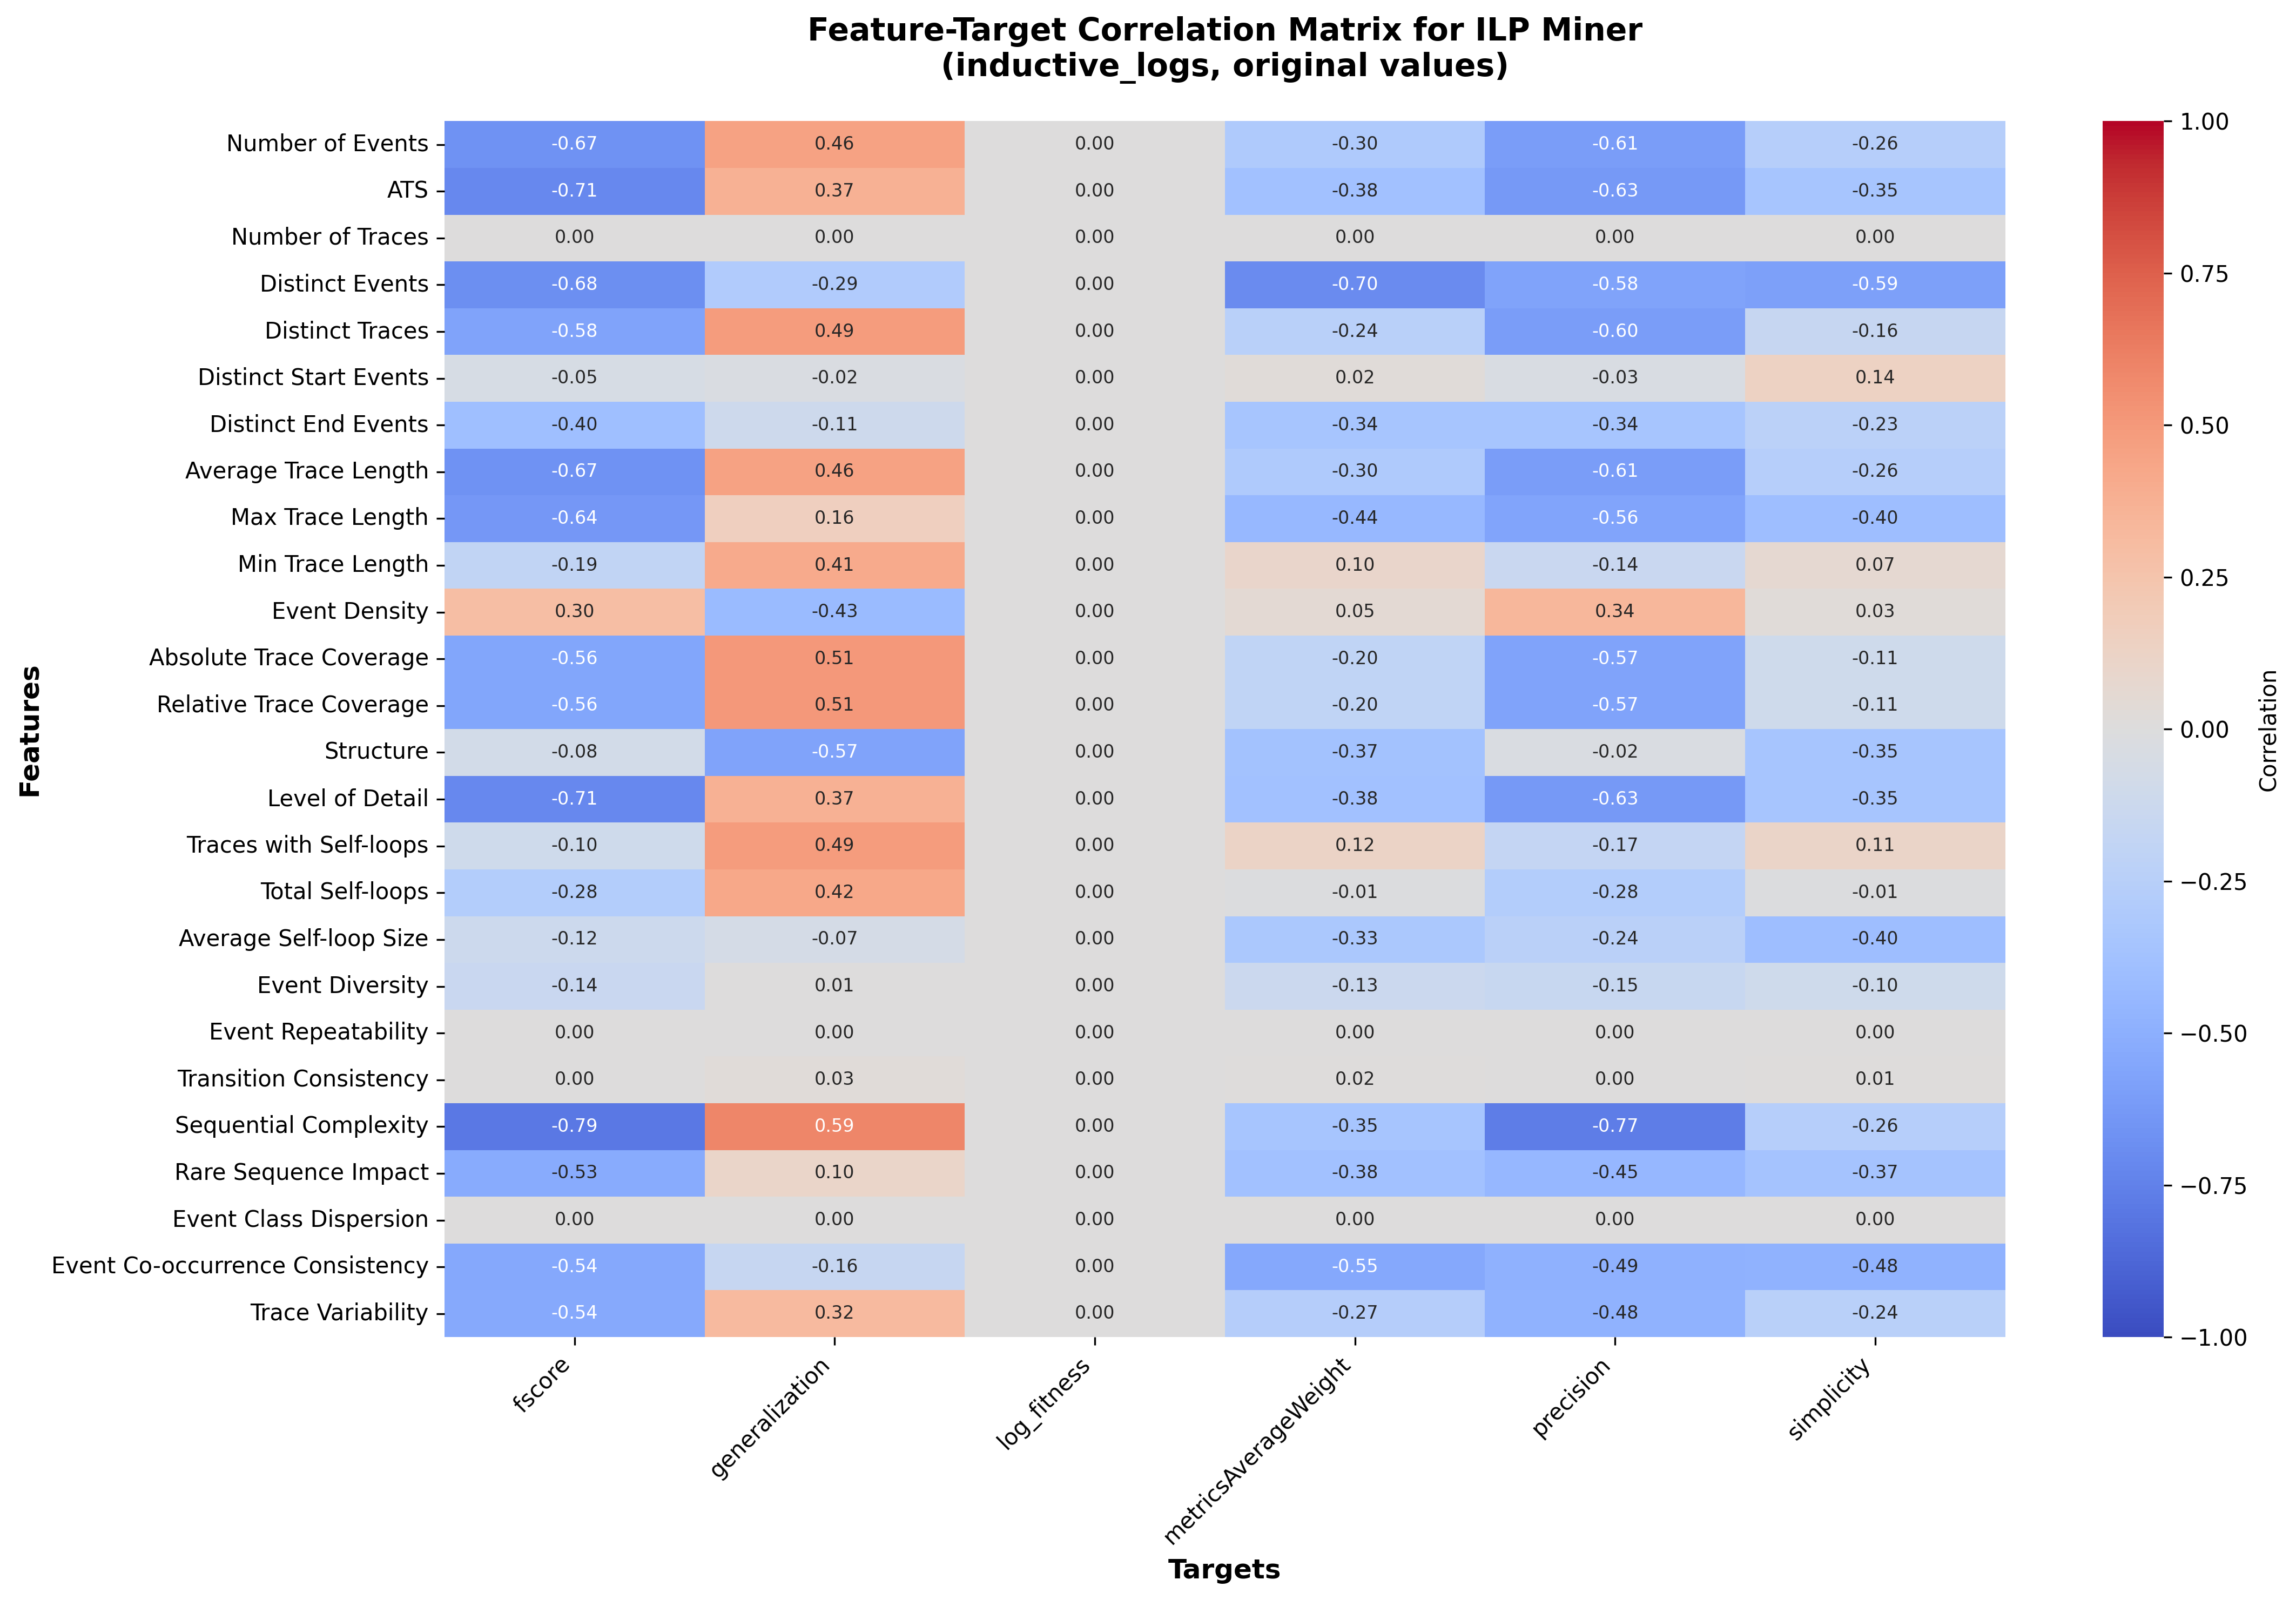 Feature-Target Correlation Matrix for ILP Miner
(inductive_logs, original values)
Features
Number of Events -0.67 0.46 0.00 -0.30 -0.61 -0.26
ATS -0.71 0.37 0.00 -0.38 -0.63 -0.35
Number of Traces 0.00 0.00 0.00 0.00 0.00 0.00
Distinct Events -0.68 -0.29 0.00 -0.70 -0.58 -0.59
Distinct Traces -0.58 0.49 0.00 -0.24 -0.60 -0.16
Distinct Start Events -0.05 -0.02 0.00 0.02 -0.03 0.14
Distinct End Events -0.40 -0.11 0.00 -0.34 -0.34 -0.23
Average Trace Length -0.67 0.46 0.00 -0.30 -0.61 -0.26
Max Trace Length -0.64 0.16 0.00 -0.44 -0.56 -0.40
Min Trace Length -0.19 0.41 0.00 0.10 -0.14 0.07
Event Density 0.30 -0.43 0.00 0.05 0.34 0.03
Absolute Trace Coverage -0.56 0.51 0.00 -0.20 -0.57 -0.11
Relative Trace Coverage -0.56 0.51 0.00 -0.20 -0.57 -0.11
Structure -0.08 -0.57 0.00 -0.37 -0.02 -0.35
Level of Detail -0.71 0.37 0.00 -0.38 -0.63 -0.35
Traces with Self-loops -0.10 0.49 0.00 0.12 -0.17 0.11
Total Self-loops -0.28 0.42 0.00 -0.01 -0.28 -0.01
Average Self-loop Size -0.12 -0.07 0.00 -0.33 -0.24 -0.40
Event Diversity -0.14 0.01 0.00 -0.13 -0.15 -0.10
Event Repeatability 0.00 0.00 0.00 0.00 0.00 0.00
Transition Consistency 0.00 0.03 0.00 0.02 0.00 0.01
Sequential Complexity -0.79 0.59 0.00 -0.35 -0.77 -0.26
Rare Sequence Impact -0.53 0.10 0.00 -0.38 -0.45 -0.37
Event Class Dispersion 0.00 0.00 0.00 0.00 0.00 0.00
Event Co-occurrence Consistency -0.54 -0.16 0.00 -0.55 -0.49 -0.48
Trace Variability -0.54 0.32 0.00 -0.27 -0.48 -0.24
fscore
generalization
log_fitness
metricsAverageWeight
precision
simplicity
Targets
1.00
0.75
0.50
0.25
0.00
−0.25
−0.50
−0.75
−1.00
Correlation